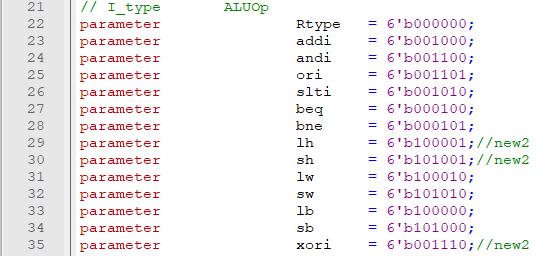 21 // I_type ALUOp
22 parameter Rtype = 6'b000000;
23 parameter addi = 6'b001000;
24 parameter andi = 6'b001100;
25 parameter ori = 6'b001101;
26 parameter slti = 6'b001010;
27 parameter beq = 6'b000100;
28 parameter bne = 6'b000101;
29 parameter lh = 6'b100001;//new2
30 parameter sh = 6'b101001;//new2
31 parameter lw = 6'b100010;
32 parameter sw = 6'b101010;
33 parameter lb = 6'b100000;
34 parameter sb = 6'b101000;
35 parameter xori = 6'b001110;//new2